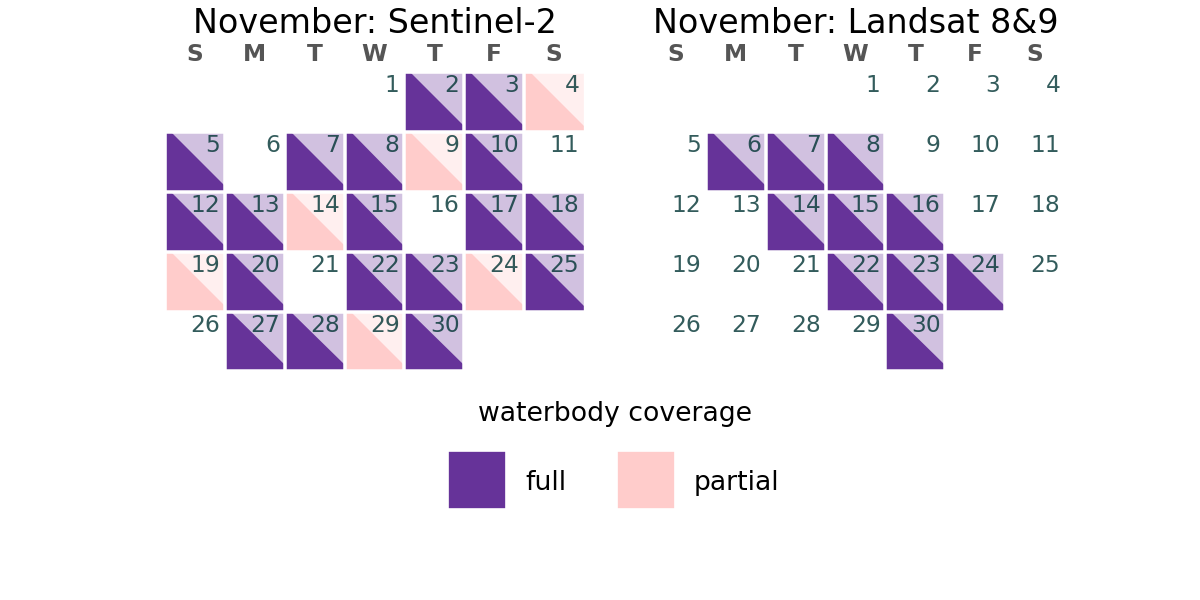 November: Sentinel-2
S M T W T F S
1 2 3 4
5 6 7 8 9 10 11
12 13 14 15 16 17 18
19 20 21 22 23 24 25
26 27 28 29 30
November: Landsat 8&9
S M T W T F S
1 2 3 4
5 6 7 8 9 10 11
12 13 14 15 16 17 18
19 20 21 22 23 24 25
26 27 28 29 30
waterbody coverage
full partial